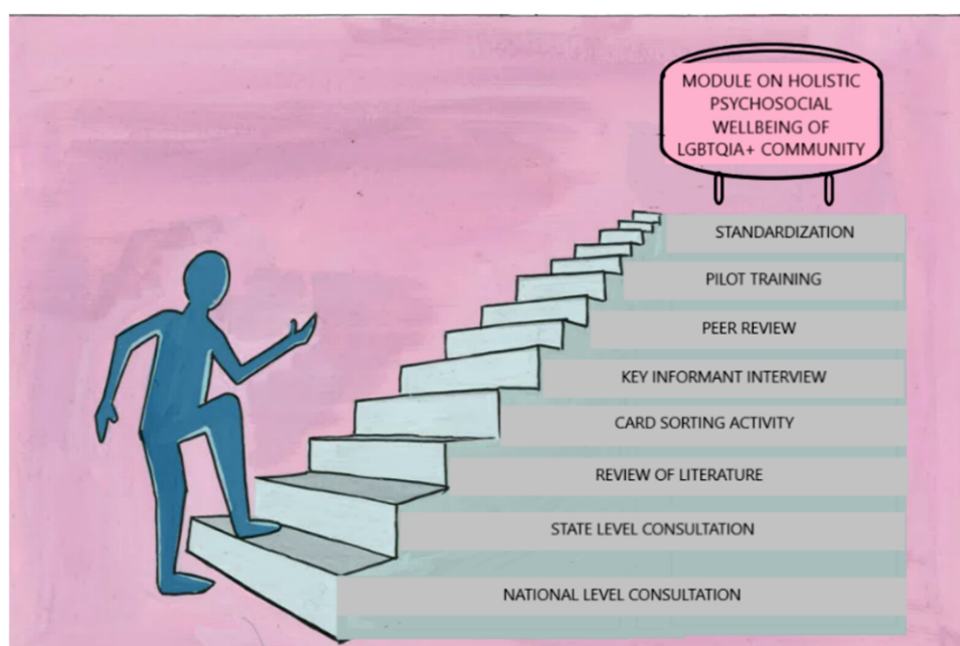 MODULE ON HOLISTIC
PSYCHOSOCIAL
WELLBEING OF
LGBTQIA+ COMMUNITY
STANDARDIZATION
PILOT TRAINING
PEER REVIEW
KEY INFORMANT INTERVIEW
CARD SORTING ACTIVITY
REVIEW OF LITERATURE
STATE LEVEL CONSULTATION
NATIONAL LEVEL CONSULTATION